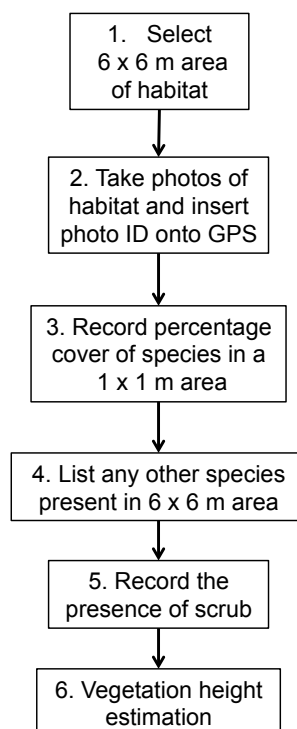 1. Select
6 x 6 m area
of habitat
2. Take photos of
habitat and insert
photo ID onto GPS
3. Record percentage
cover of species in a
1 x 1 m area
4. List any other species
present in 6 x 6 m area
5. Record the
presence of scrub
6. Vegetation height
estimation